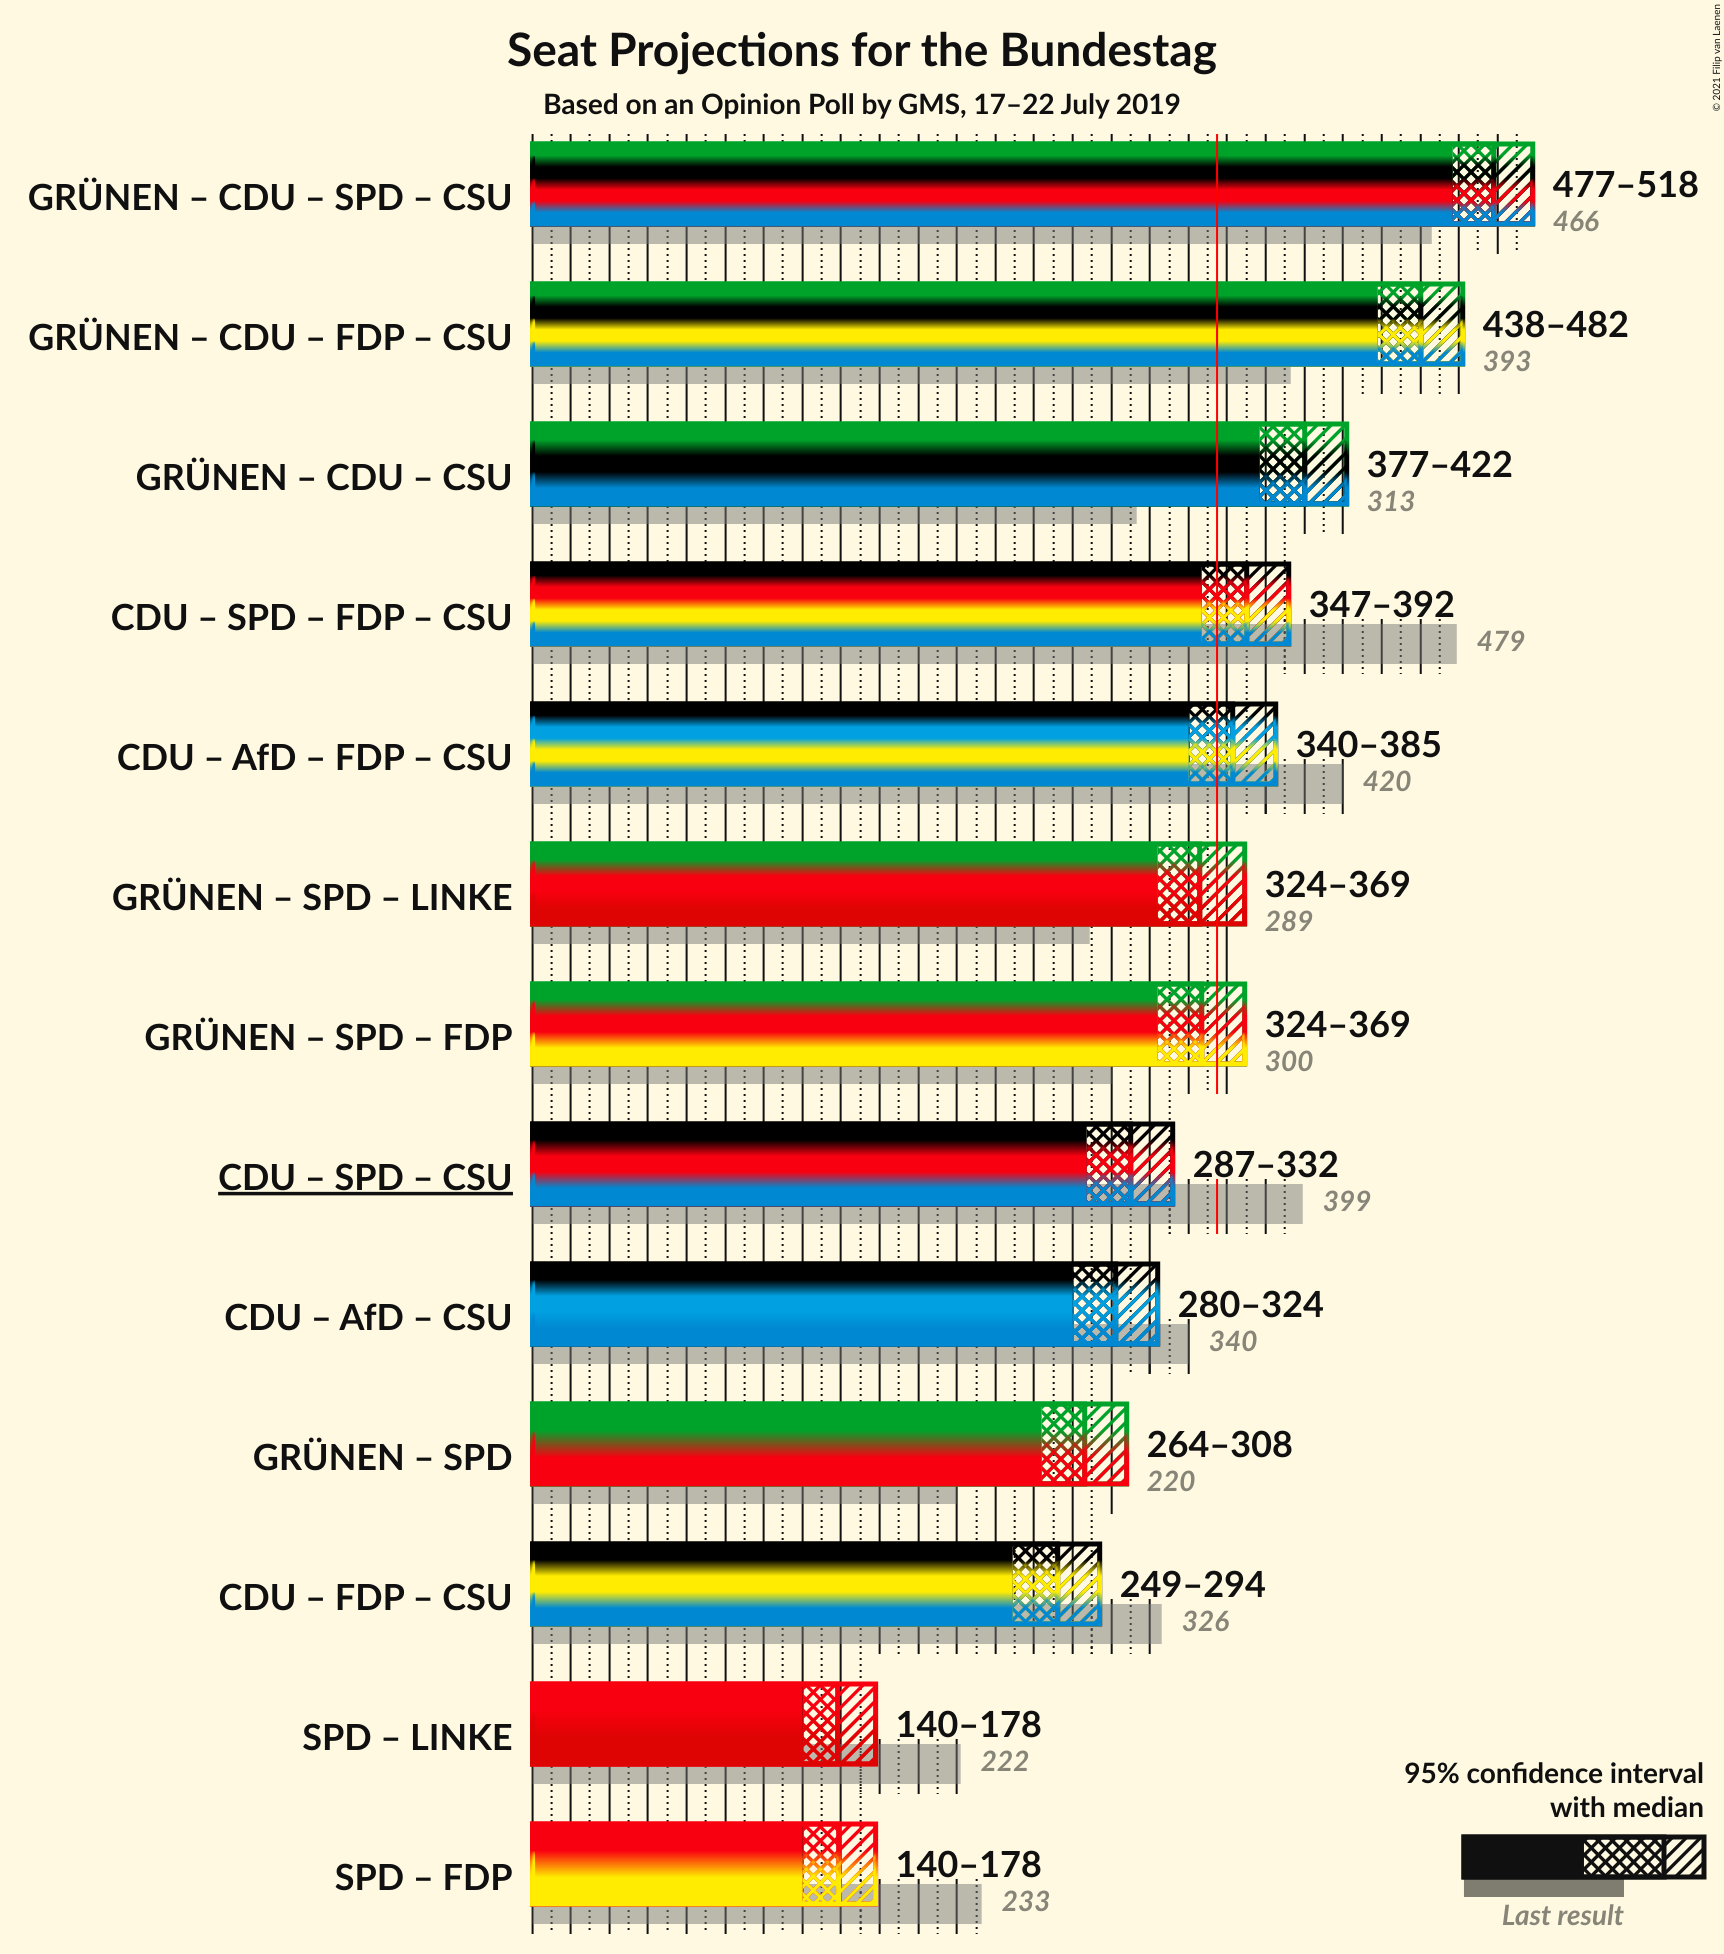 Seat Projections for the Bundestag
Based on an Opinion Poll by GMS, 17–22 July 2019
© 2021 Filip van Laenen
GRÜNEN – CDU – SPD – CSU
477–518
466
GRÜNEN – CDU – FDP – CSU
438–482
393
GRÜNEN – CDU – CSU
377–422
313
CDU – SPD – FDP – CSU
347–392
479
CDU – AfD – FDP – CSU
340–385
420
GRÜNEN – SPD – LINKE
324–369
289
GRÜNEN – SPD – FDP
324–369
300
CDU – SPD – CSU
287–332
399
CDU – AfD – CSU
280–324
340
GRÜNEN – SPD
264–308
220
CDU – FDP – CSU
249–294
326
SPD – LINKE
140–178
222
SPD – FDP
140–178
233
95% confidence interval
with median
Last result